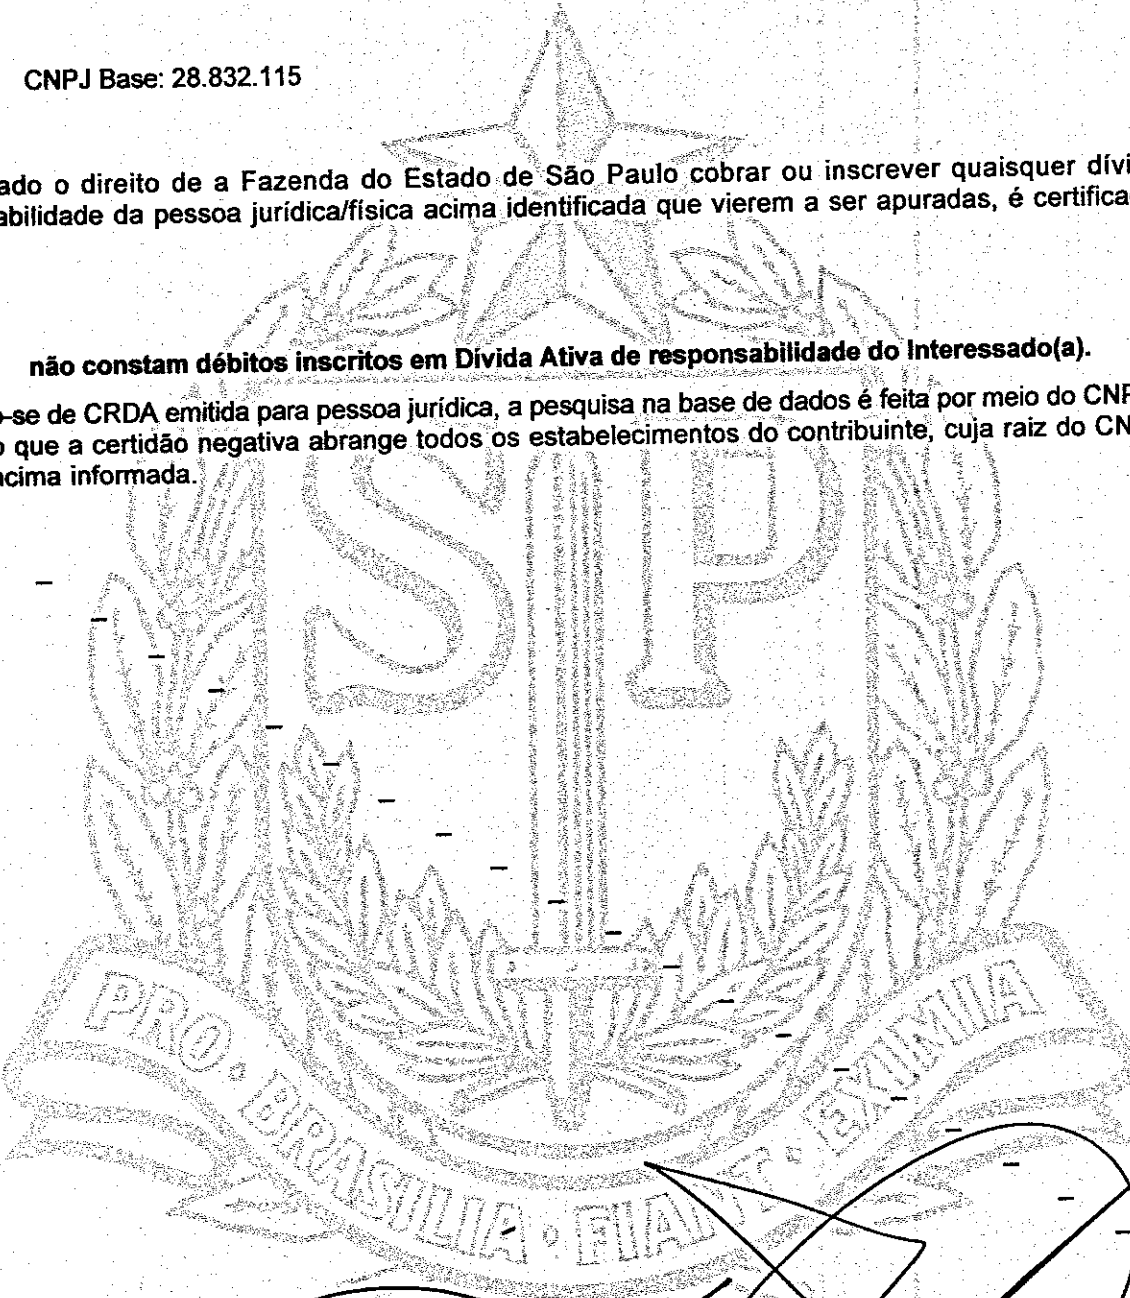 CNPJ Base: 28.832.115
ado o direito de a Fazenda do Estado de São Paulo cobrar ou inscrever quaisquer dívi
abilidade da pessoa jurídica/física acima identificada que vierem a ser apuradas, é certifica
não constam débitos inscritos em Dívida Ativa de responsabilidade do Interessado(a).
-se de CRDA emitida para pessoa jurídica, a pesquisa na base de dados é feita por meio do CNP
o que a certidão negativa abrange todos os estabelecimentos do contribuinte, cuja raiz do CN
acima informada.
SP
PRO · BRASILIA · FIANT · EXIMIA